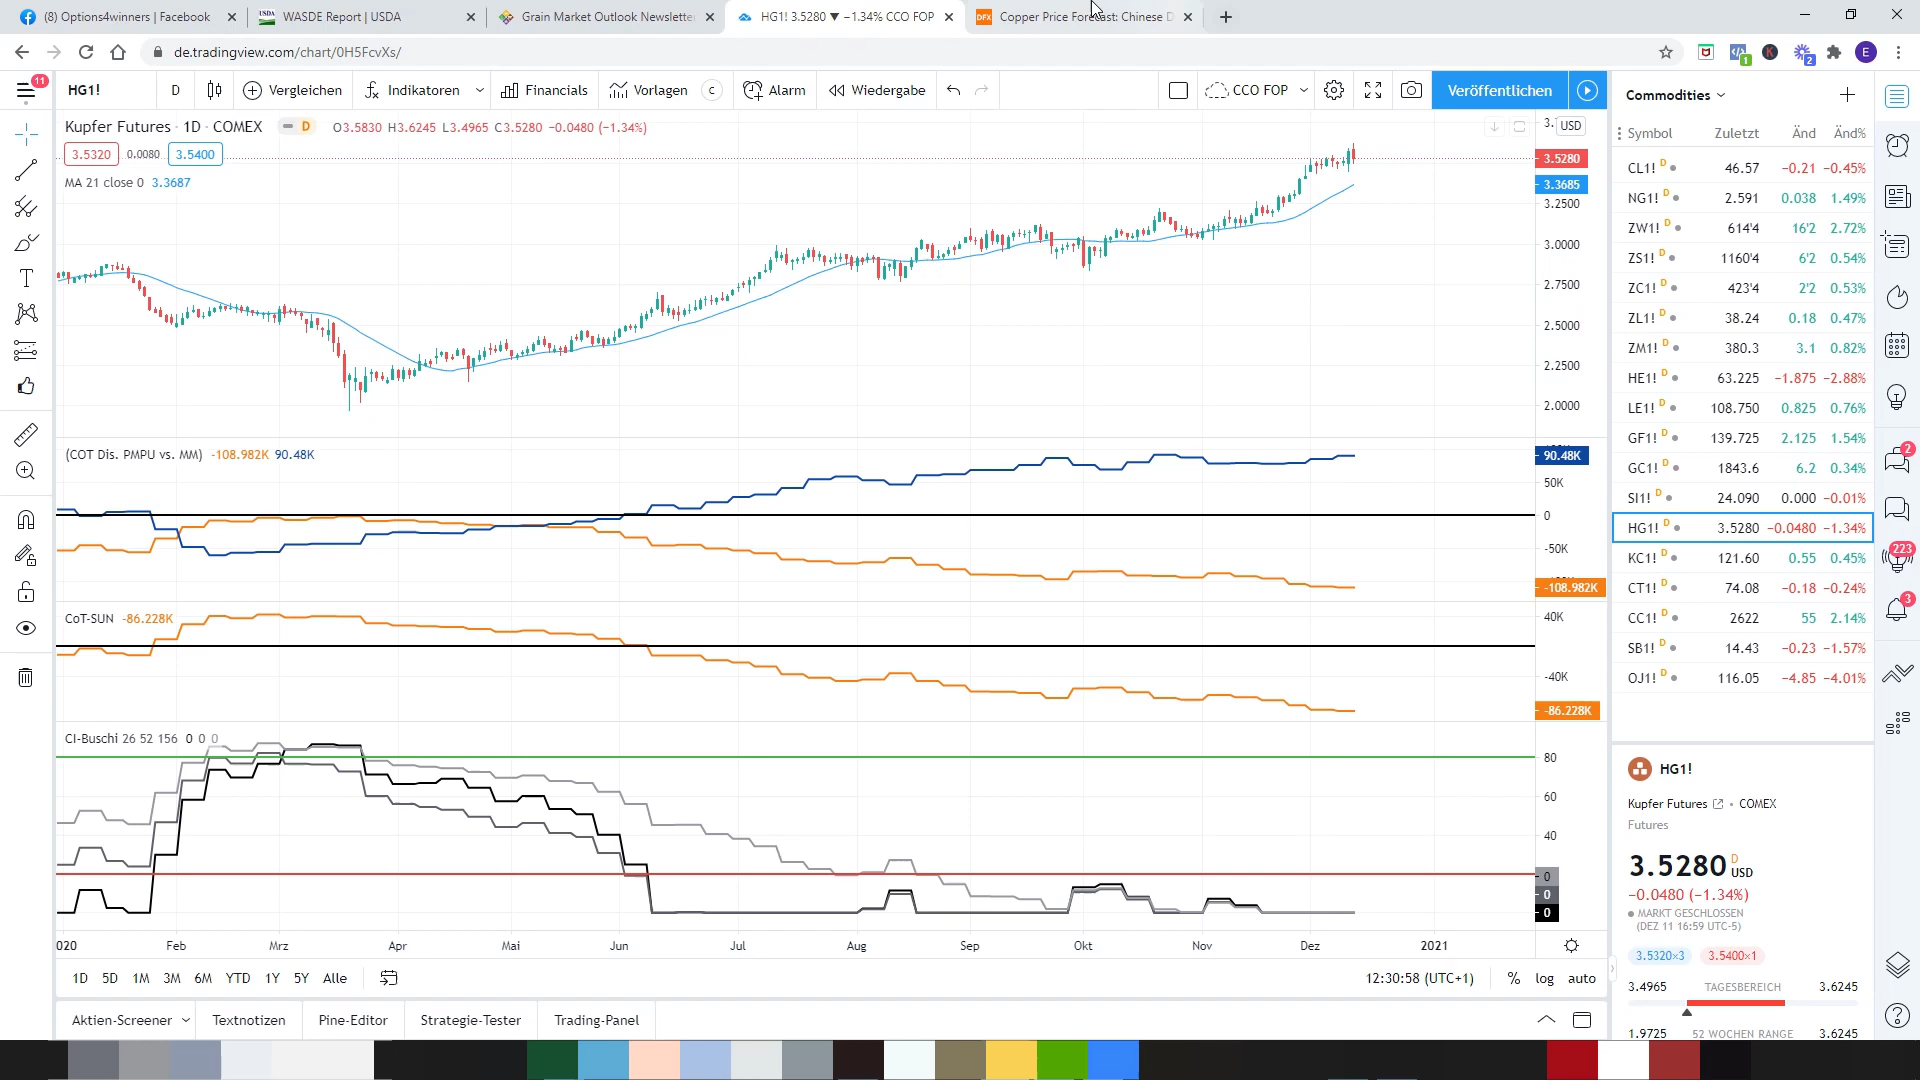 (8) Options4winners | Facebook
WASDE Report | USDA
Grain Market Outlook Newsletter
HG1! 3.5280 ▼ −1.34% CCO FOP
DFX Copper Price Forecast: Chinese D
de.tradingview.com/chart/0H5FcvXs/
1
K
2
E
11
HG1!
D
Vergleichen
Indikatoren
Financials
Vorlagen
C
Alarm
Wiedergabe
CCO FOP
Veröffentlichen
Kupfer Futures · 1D · COMEX
D
O3.5830 H3.6245 L3.4965 C3.5280 −0.0480 (−1.34%)
3.5320
0.0080
3.5400
MA 21 close 0 3.3687
USD
3.5280
3.3685
3.2500
3.0000
2.7500
2.5000
2.2500
2.0000
(COT Dis. PMPU vs. MM) -108.982K 90.48K
90.48K
50K
0
-50K
-108.982K
CoT-SUN -86.228K
40K
-40K
-86.228K
CI-Buschi 26 52 156 0 0 0
80
60
40
0
0
0
020 Feb Mrz Apr Mai Jun Jul Aug Sep Okt Nov Dez 2021
1D 5D 1M 3M 6M YTD 1Y 5Y Alle
12:30:58 (UTC+1)
% log auto
Aktien-Screener
Textnotizen
Pine-Editor
Strategie-Tester
Trading-Panel
Commodities
Symbol Zuletzt Änd Änd%
CL1! D 46.57 −0.21 −0.45%
NG1! D 2.591 0.038 1.49%
ZW1! D 614'4 16'2 2.72%
ZS1! D 1160'4 6'2 0.54%
ZC1! D 423'4 2'2 0.53%
ZL1! D 38.24 0.18 0.47%
ZM1! D 380.3 3.1 0.82%
HE1! D 63.225 −1.875 −2.88%
LE1! D 108.750 0.825 0.76%
GF1! D 139.725 2.125 1.54%
GC1! D 1843.6 6.2 0.34%
SI1! D 24.090 0.000 −0.01%
HG1! D 3.5280 −0.0480 −1.34%
KC1! D 121.60 0.55 0.45%
CT1! D 74.08 −0.18 −0.24%
CC1! D 2622 55 2.14%
SB1! D 14.43 −0.23 −1.57%
OJ1! D 116.05 −4.85 −4.01%
HG1!
Kupfer Futures · COMEX
Futures
3.5280 D USD
−0.0480 (−1.34%)
MARKT GESCHLOSSEN
(DEZ 11 16:59 UTC-5)
3.5320×3
3.5400×1
3.4965 TAGESBEREICH 3.6245
1.9725 52 WOCHEN RANGE 3.6245
2
223
3